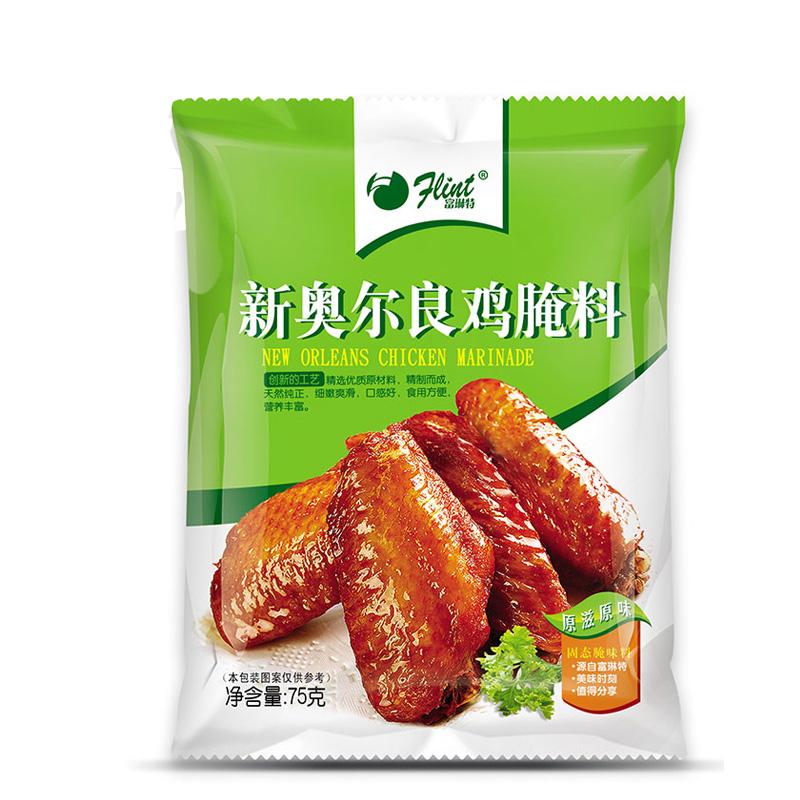 Flint®
富琳特
新奥尔良鸡腌料
NEW ORLEANS CHICKEN MARINADE
创新的工艺 精选优质原材料，精制而成，
天然纯正，细嫩爽滑，口感好，食用方便，
营养丰富。
原滋原味
固态腌味料
•源自富琳特
•美味时刻
•值得分享
（本包装图案仅供参考）
净含量:75克